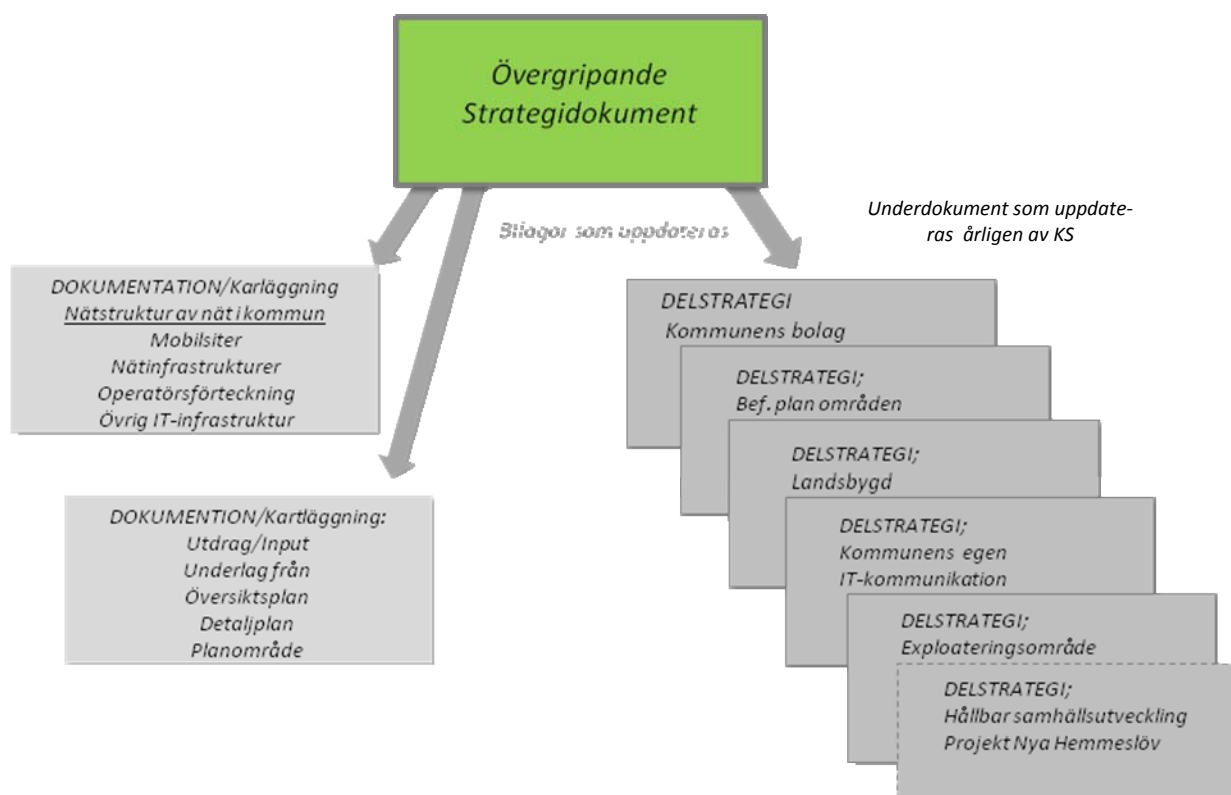 Övergripande
Strategidokument
Bilagor som uppdateras
Underdokument som uppdate-
ras årligen av KS
DOKUMENTATION/Karläggning
Nätstruktur av nät i kommun
Mobilsiter
Nätinfrastrukturer
Operatörsförteckning
Övrig IT-infrastruktur
DOKUMENTION/Kartläggning:
Utdrag/Input
Underlag från
Översiktsplan
Detaljplan
Planområde
DELSTRATEGI
Kommunens bolag
DELSTRATEGI;
Bef. plan områden
DELSTRATEGI;
Landsbygd
DELSTRATEGI;
Kommunens egen
IT-kommunikation
DELSTRATEGI;
Exploateringsområde
DELSTRATEGI;
Hållbar samhällsutveckling
Projekt Nya Hemmeslöv